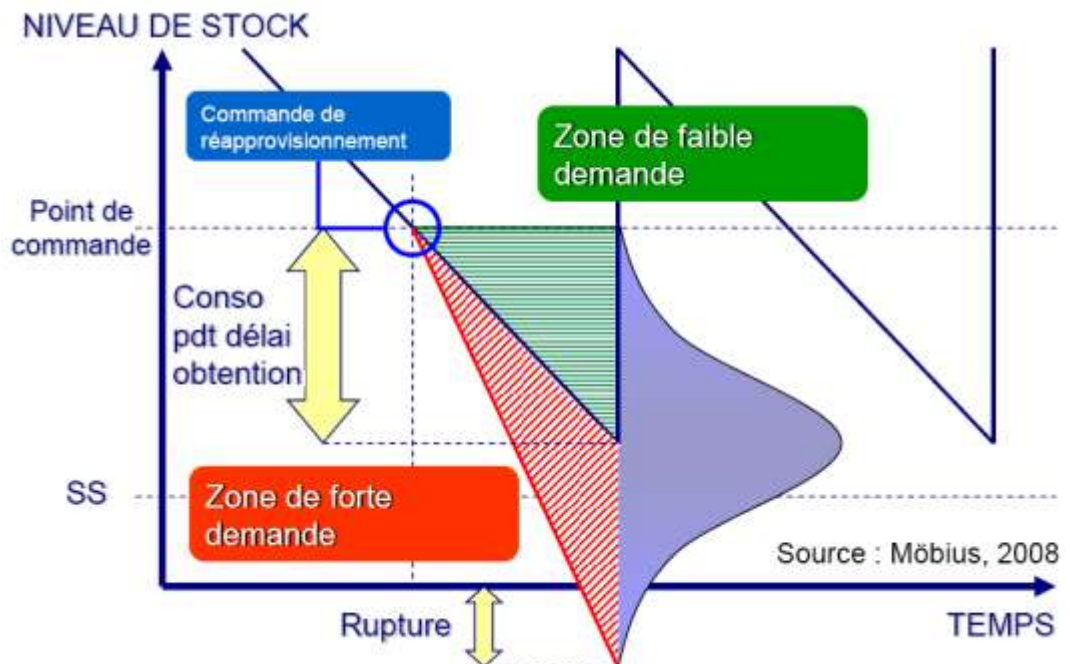 NIVEAU DE STOCK
Commande de
réapprovisionnement
Zone de faible
demande
Point de
commande
Conso
pdt délai
obtention
SS
Zone de forte
demande
Source : Möbius, 2008
Rupture
TEMPS